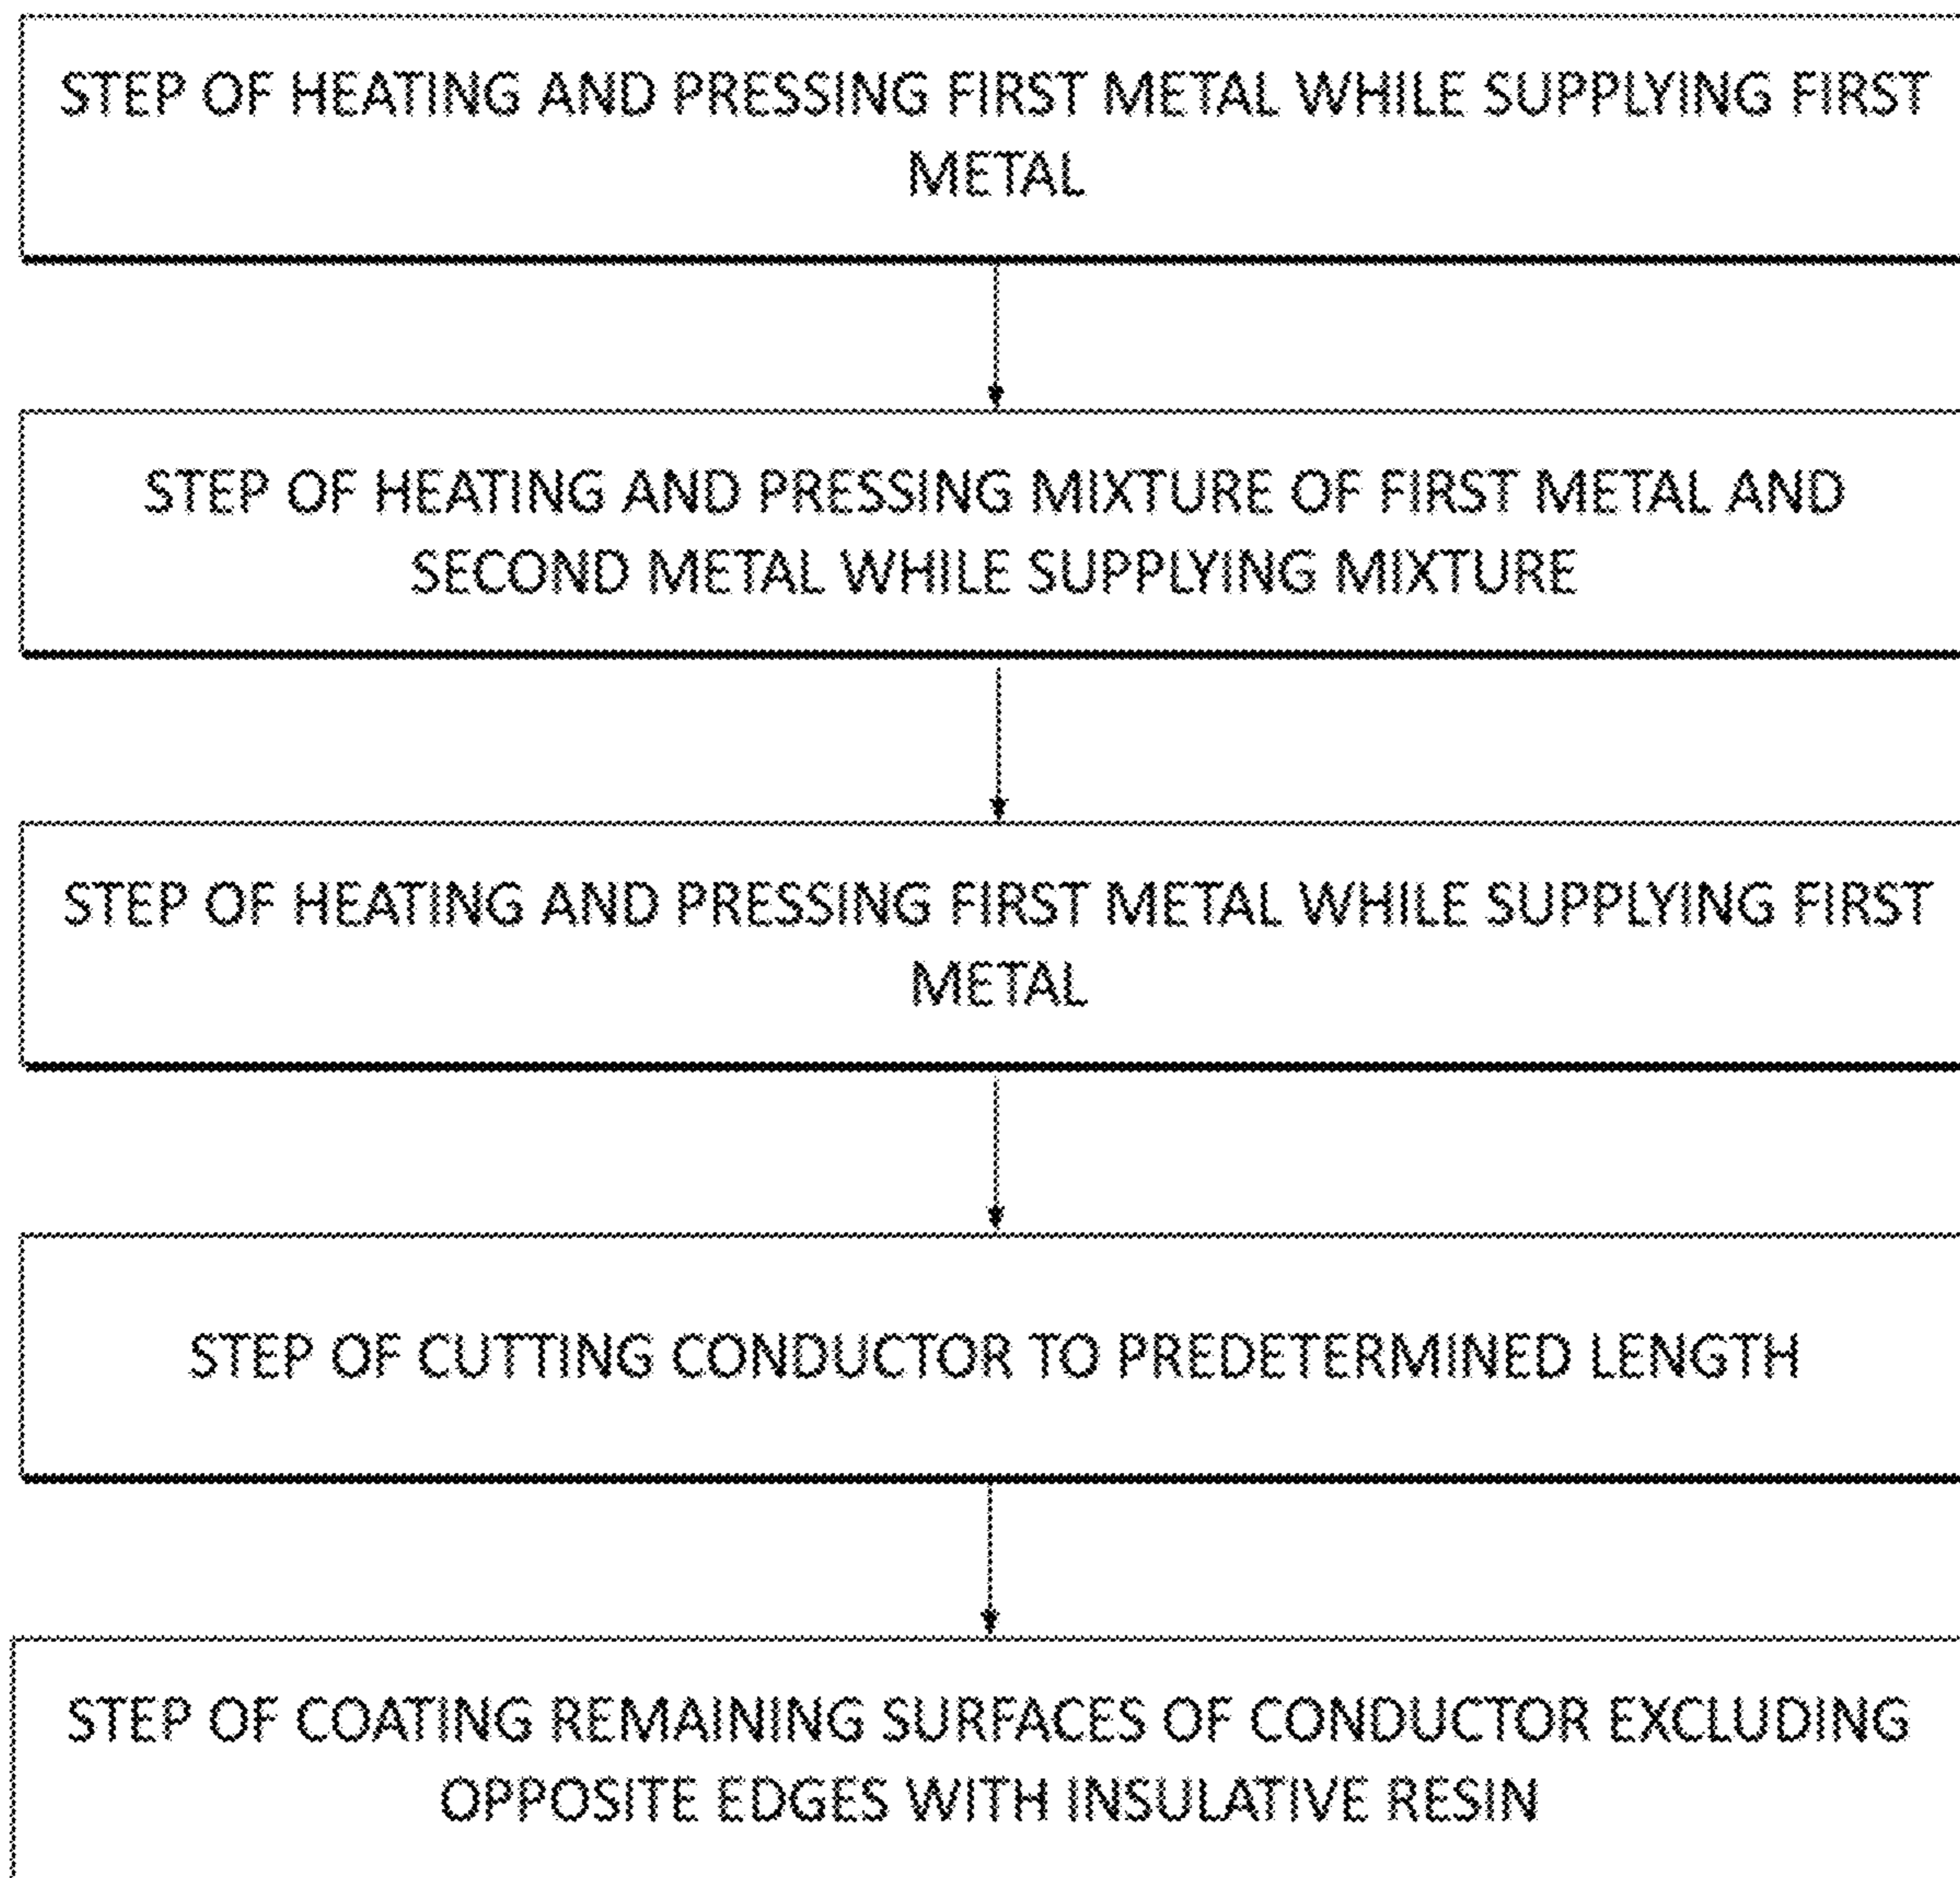 STEP OF HEATING AND PRESSING FIRST METAL WHILE SUPPLYING FIRST
METAL
STEP OF HEATING AND PRESSING MIXTURE OF FIRST METAL AND
SECOND METAL WHILE SUPPLYING MIXTURE
STEP OF HEATING AND PRESSING FIRST METAL WHILE SUPPLYING FIRST
METAL
STEP OF CUTTING CONDUCTOR TO PREDETERMINED LENGTH
STEP OF COATING REMAINING SURFACES OF CONDUCTOR EXCLUDING
OPPOSITE EDGES WITH INSULATIVE RESIN